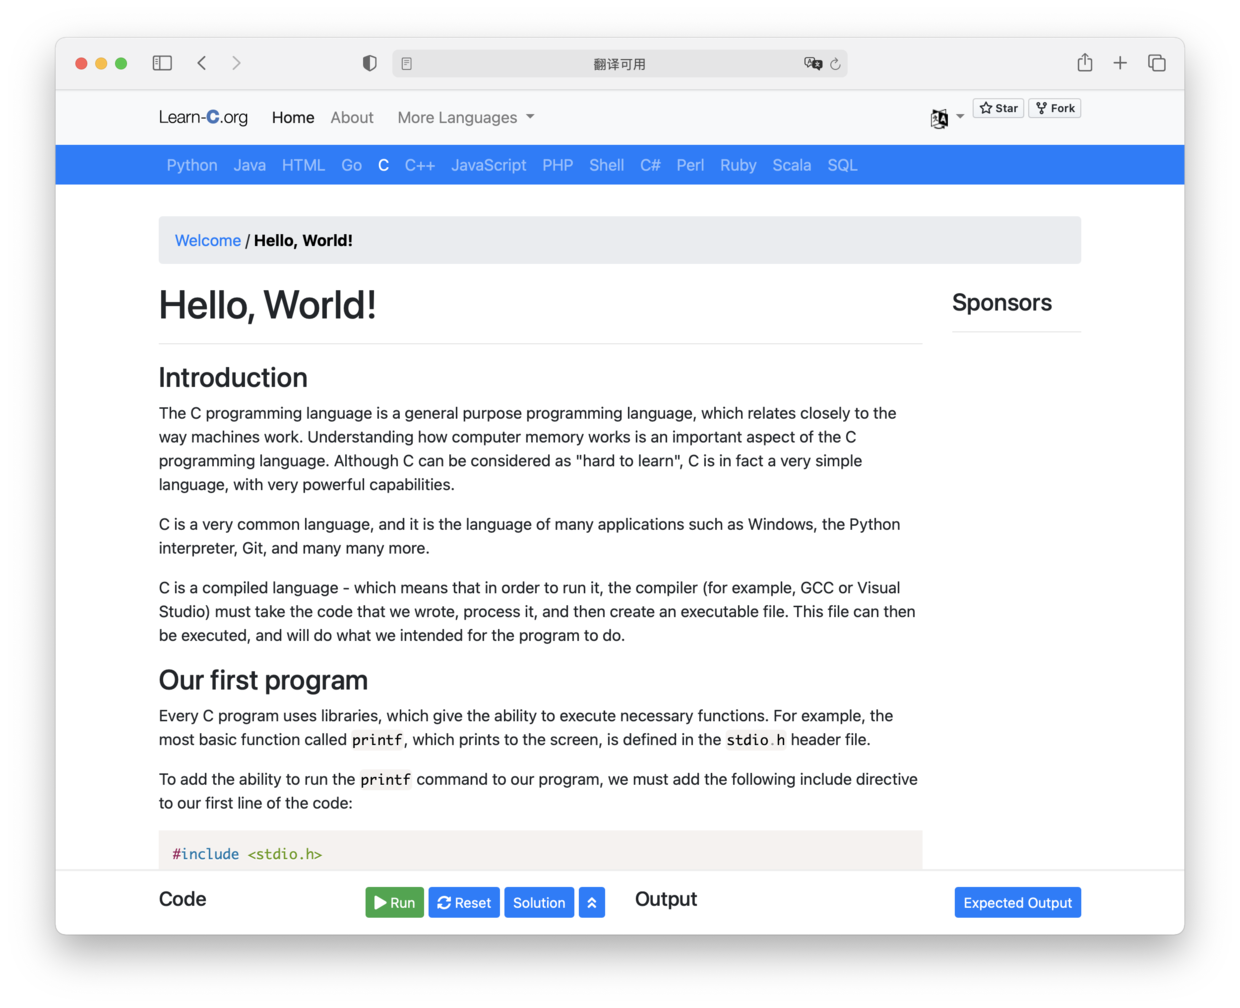 翻译可用
Learn-C.org Home About More Languages Star Fork
Python Java HTML Go C C++ JavaScript PHP Shell C# Perl Ruby Scala SQL
Welcome / Hello, World!
Hello, World!
Sponsors
Introduction
The C programming language is a general purpose programming language, which relates closely to the
way machines work. Understanding how computer memory works is an important aspect of the C
programming language. Although C can be considered as "hard to learn", C is in fact a very simple
language, with very powerful capabilities.
C is a very common language, and it is the language of many applications such as Windows, the Python
interpreter, Git, and many many more.
C is a compiled language - which means that in order to run it, the compiler (for example, GCC or Visual
Studio) must take the code that we wrote, process it, and then create an executable file. This file can then
be executed, and will do what we intended for the program to do.
Our first program
Every C program uses libraries, which give the ability to execute necessary functions. For example, the
most basic function called printf, which prints to the screen, is defined in the stdio.h header file.
To add the ability to run the printf command to our program, we must add the following include directive
to our first line of the code:
#include <stdio.h>
Code Run Reset Solution Output Expected Output